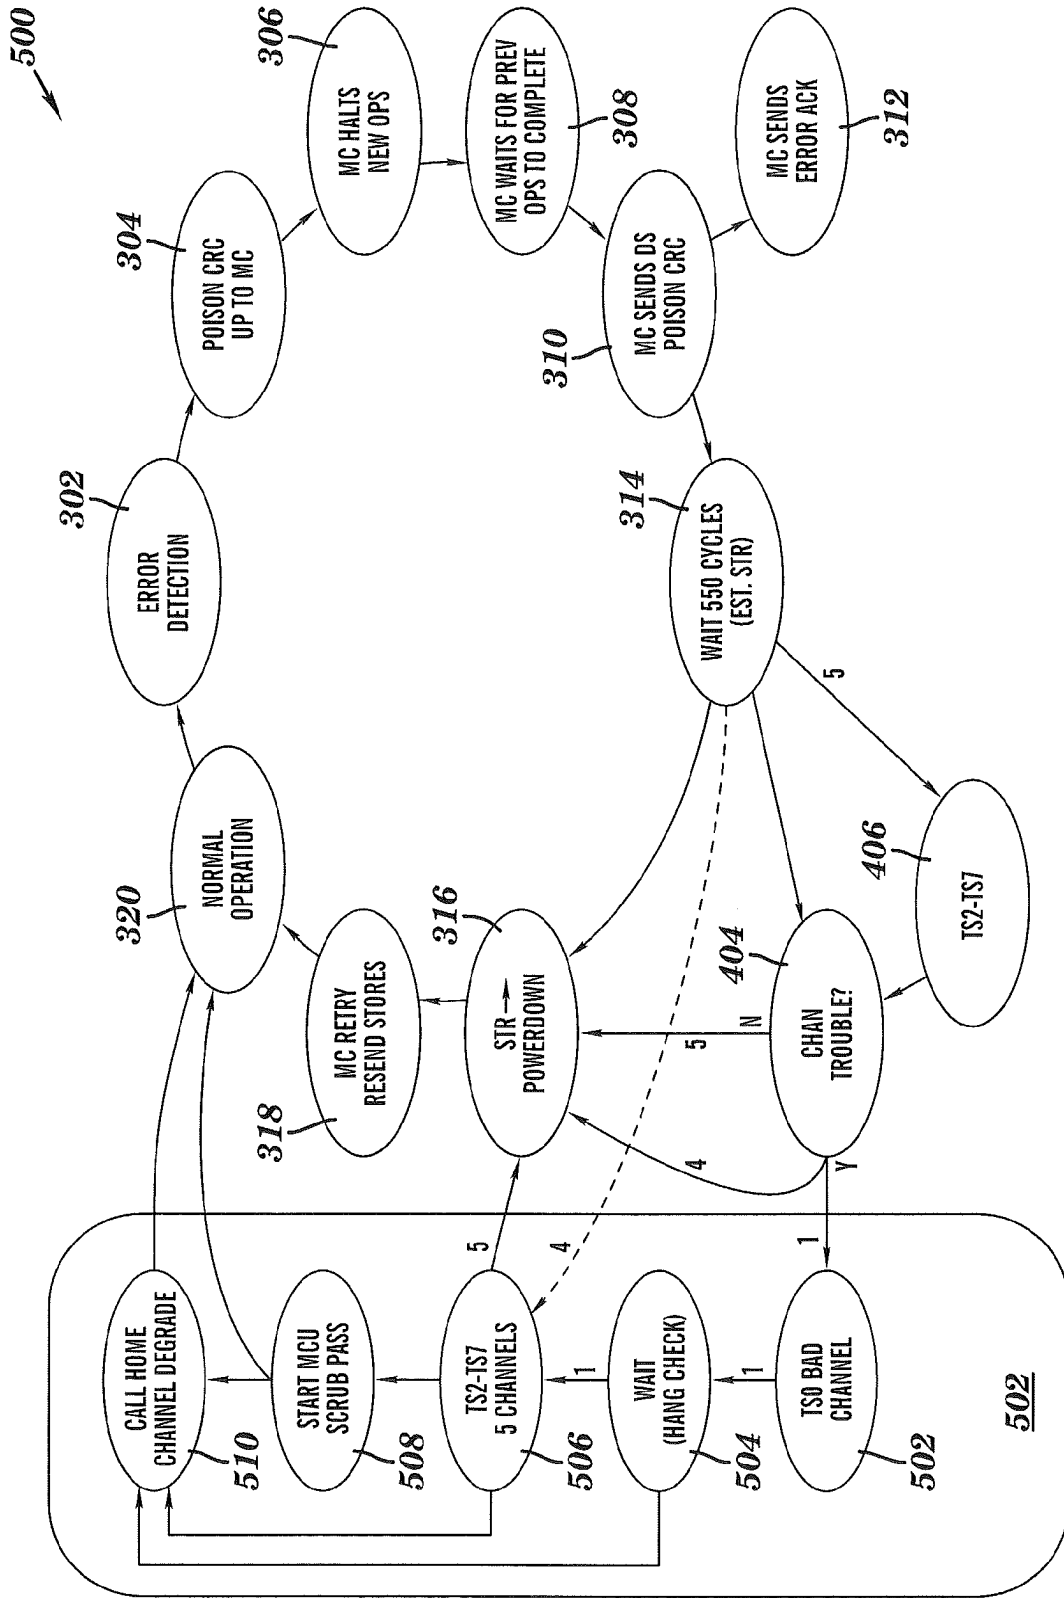 500
302
ERROR
DETECTION
304
POISON CRC
UP TO MC
306
MC HALTS
NEW OPS
MC WAITS FOR PREV
OPS TO COMPLETE
308
310
MC SENDS DS
POISON CRC
MC SENDS
ERROR ACK
312
314
WAIT 550 CYCLES
(EST. STR)
5
4
406
TS2-TS7
404
CHAN
TROUBLE?
N
5
Y
4
1
316
STR→
POWERDOWN
318
MC RETRY
RESEND STORES
320
NORMAL
OPERATION
TS0 BAD
CHANNEL
502
1
WAIT
(HANG CHECK)
504
1
TS2-TS7
5 CHANNELS
506
5
START MCU
SCRUB PASS
508
CALL HOME
CHANNEL DEGRADE
510
502